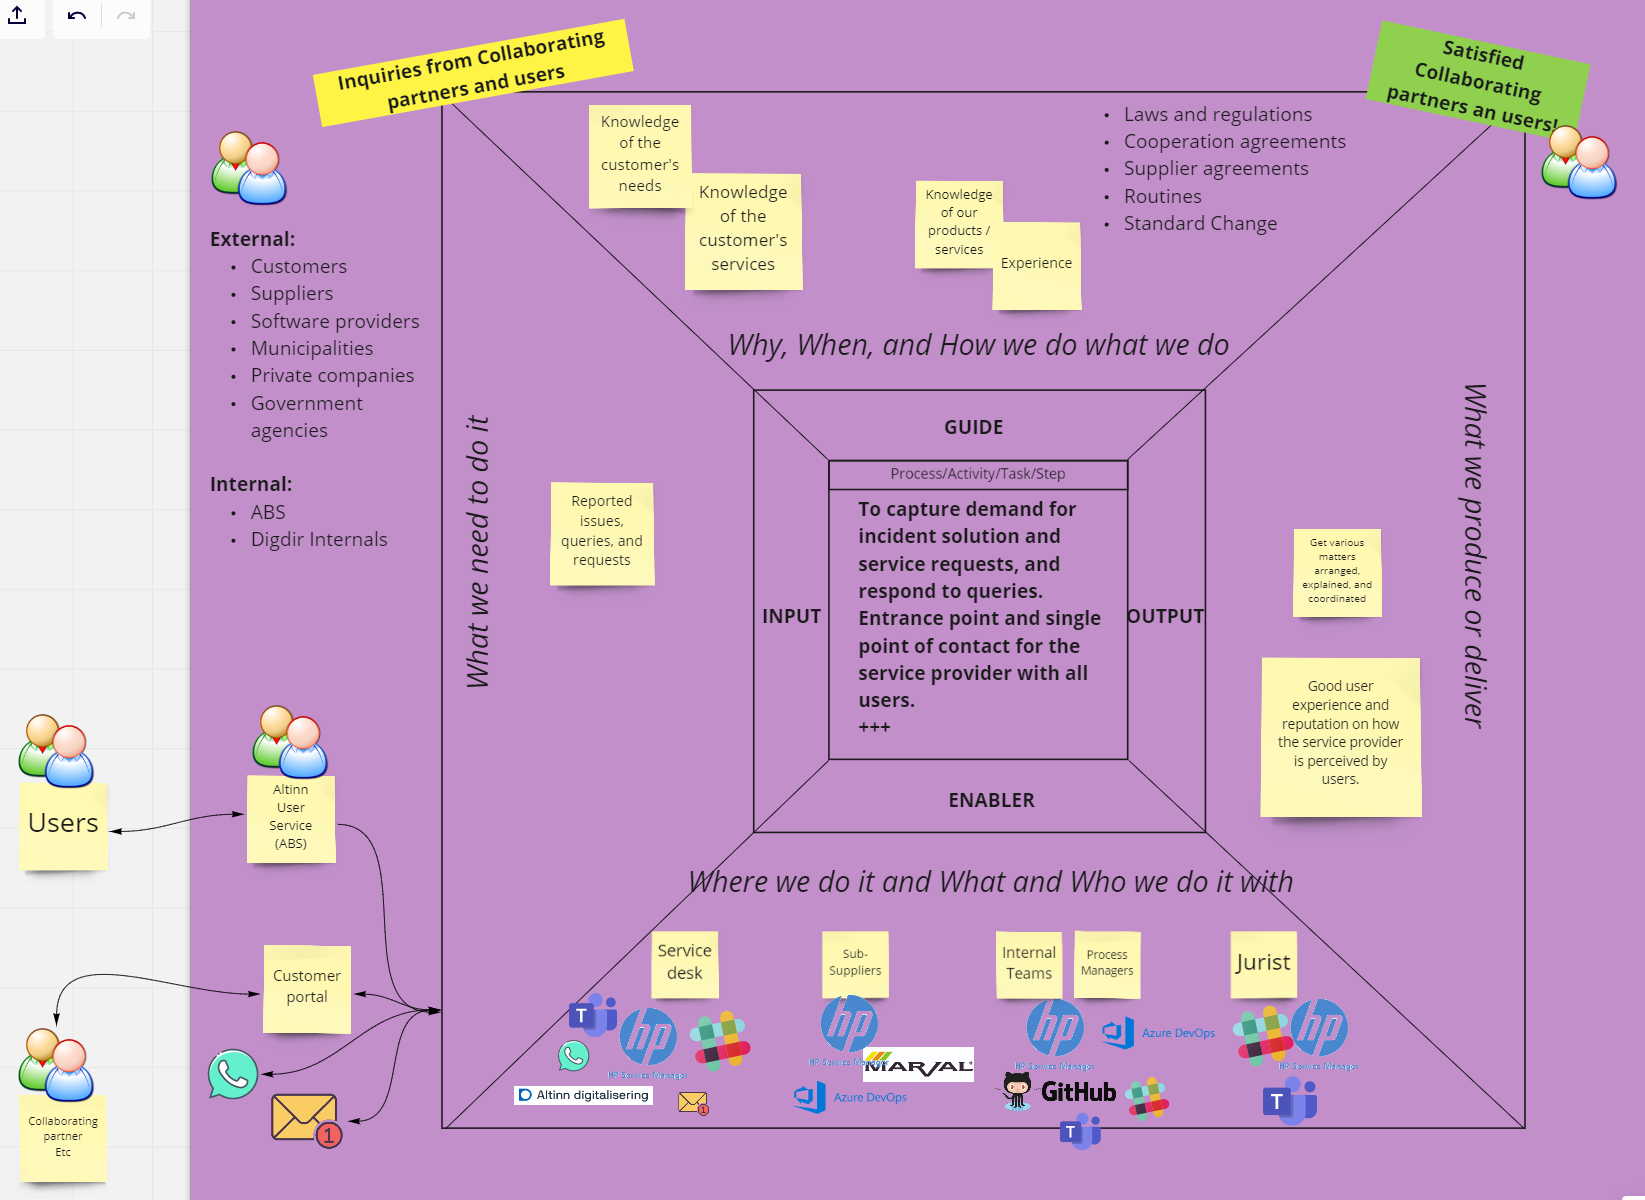 Inquiries from Collaborating
partners and users
Satisfied
Collaborating
partners an users!
External:
• Customers
• Suppliers
• Software providers
• Municipalities
• Private companies
• Government
agencies
Internal:
• ABS
• Digdir Internals
Knowledge
of the
customer's
needs
Knowledge
of the
customer's
services
Knowledge
of our
products /
services
Experience
• Laws and regulations
• Cooperation agreements
• Supplier agreements
• Routines
• Standard Change
Why, When, and How we do what we do
What we need to do it
Reported
issues,
queries, and
requests
GUIDE
Process/Activity/Task/Step
To capture demand for
incident solution and
service requests, and
respond to queries.
Entrance point and single
point of contact for the
service provider with all
users.
+++
INPUT
OUTPUT
ENABLER
What we produce or deliver
Get various
matters
arranged,
explained, and
coordinated
Good user
experience and
reputation on how
the service provider
is perceived by
users.
Users
Altinn
User
Service
(ABS)
Customer
portal
Collaborating
partner
Etc
1
Where we do it and What and Who we do it with
Service
desk
Sub-
Suppliers
Internal
Teams
Process
Managers
Jurist
T
hp
HP Service Manager
Altinn digitalisering
1
hp
HP Service Manager
MARVAL
Azure DevOps
hp
HP Service Manager
Azure DevOps
GitHub
T
hp
HP Service Manager
T